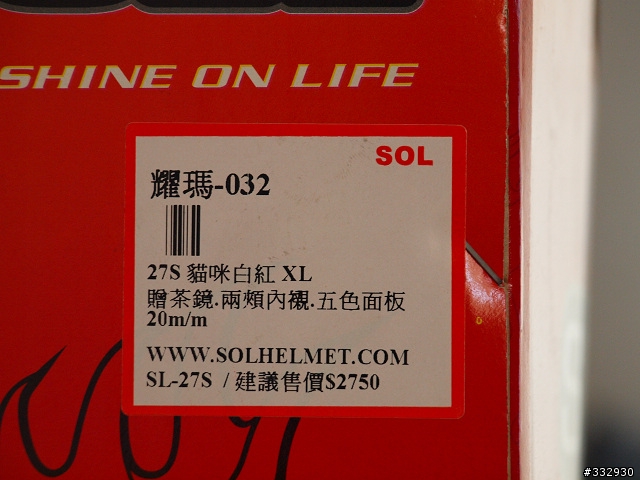 SHINE ON LIFE
SOL
耀瑪-032
27S 貓咪白紅 XL
贈茶鏡.兩頰內襯.五色面板
20m/m
WWW.SOLHELMET.COM
SL-27S / 建議售價$2750
#332930